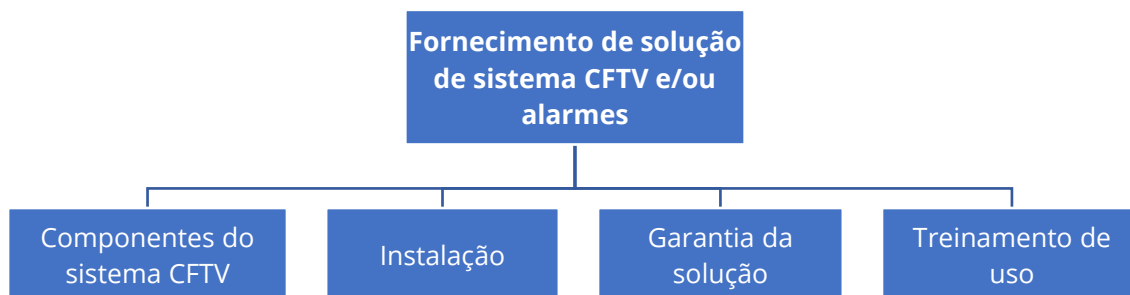 Fornecimento de solução
de sistema CFTV e/ou
alarmes
Componentes do
sistema CFTV
Instalação
Garantia da
solução
Treinamento de
uso